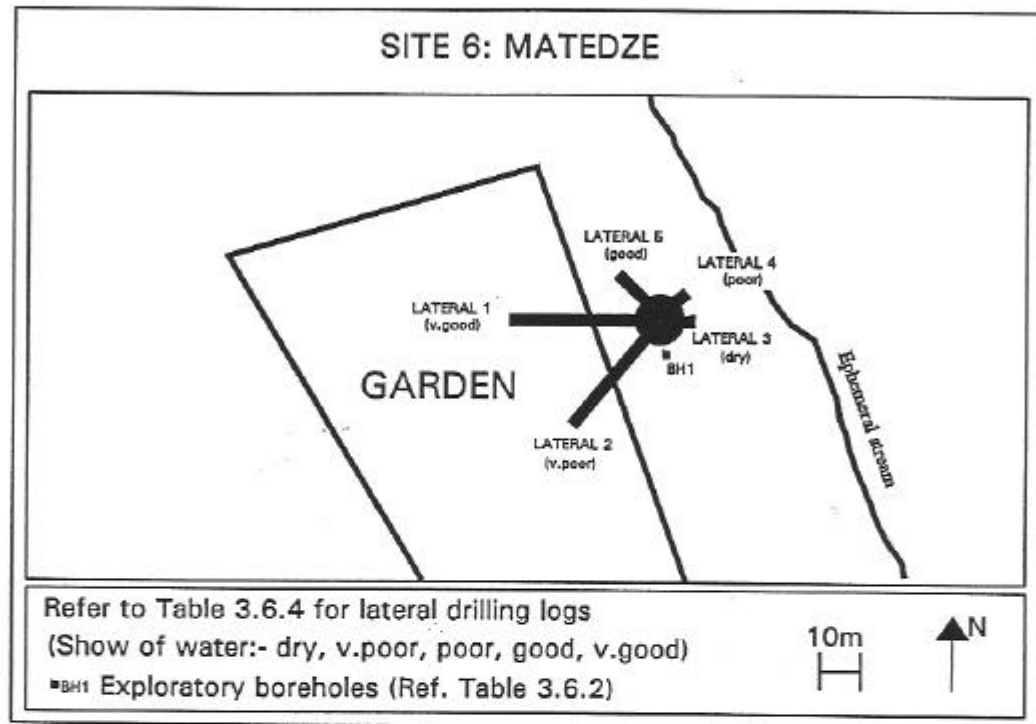 SITE 6: MATEDZE
LATERAL 5
(good)
LATERAL 4
(poor)
LATERAL 1
(v.good)
LATERAL 3
(dry)
BH1
GARDEN
Ephemeral stream
LATERAL 2
(v.poor)
Refer to Table 3.6.4 for lateral drilling logs
(Show of water:- dry, v.poor, poor, good, v.good)
BH1 Exploratory boreholes (Ref. Table 3.6.2)
10m
N